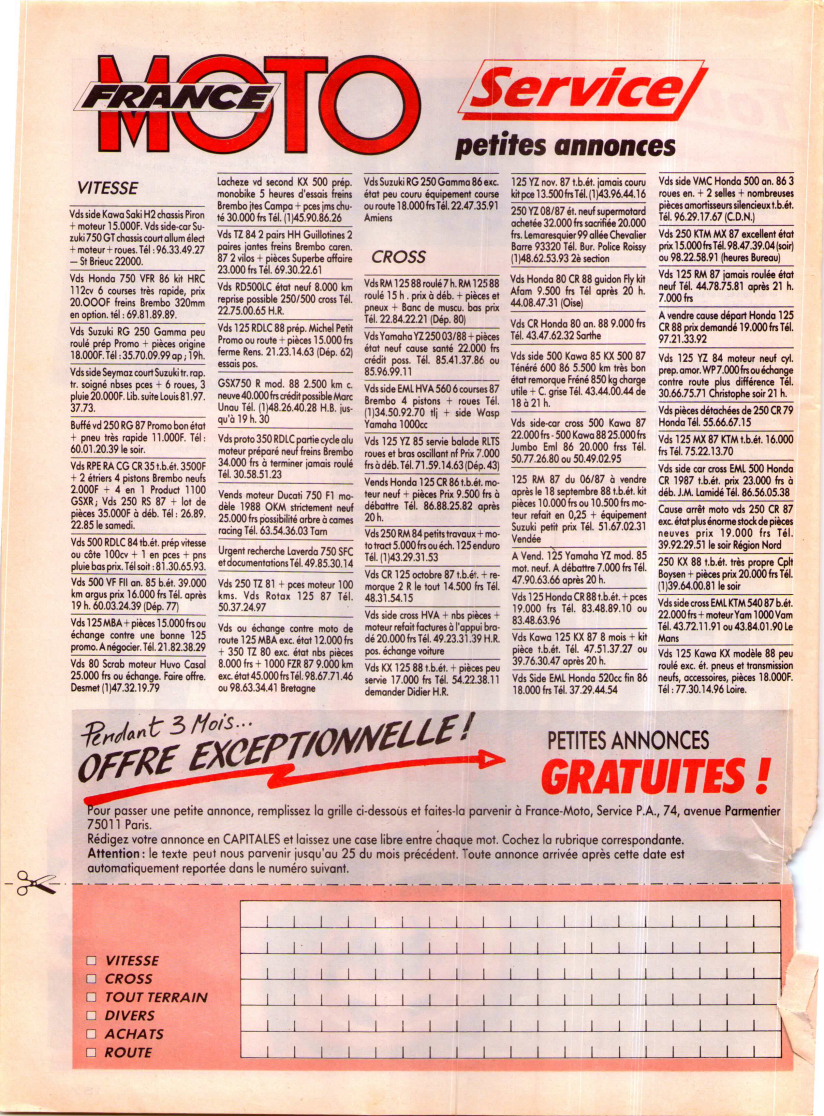 FRANCE MOTO
Service
petites annonces
VITESSE
Vds side Kawa Saki H2 chassis Piron
+ moteur 15.000F. Vds side-car Su-
zuki 750 GT chassis court allum élect
+ moteur + roues. Tél : 96.33.49.27
– St Brieuc 22000.
Vds Honda 750 VFR 86 kit HRC
112cv 6 courses très rapide, prix
20.OOOF freins Brembo 320mm
en option. tél : 69.81.89.89.
Vds Suzuki RG 250 Gamma peu
roulé prép Promo + pièces origine
18.000F. Tél : 35.70.09.99 ap ; 19h.
Vds side Seymaz court Suzuki tr. rap.
tr. soigné nbses pces + 6 roues, 3
pluie 20.000F. Lib. suite Louis 81.97.
37.73.
Buffé vd 250 RG 87 Promo bon état
+ pneu très rapide 11.000F. Tél :
60.01.20.39 le soir.
Vds RPE RA CG CR 35 t.b.ét. 3500F
+ 2 étriers 4 pistons Brembo neufs
2.000F + 4 en 1 Product 1100
GSXR ; Vds 250 RS 87 + lot de
pièces 35.000F à déb. Tél : 26.89.
22.85 le samedi.
Vds 500 RLDC 84 tb ét. prép vitesse
ou côte 100cv + 1 en pces + pns
pluie bas prix. Tél soit : 81.30.65.93.
Vds 500 VF FII an. 85 b.ét. 39.000
km argus prix 16.000 frs Tél. après
19 h. 60.03.24.39 (Dép. 77)
Vds 125 MBA + pièces 15.000 frs ou
échange contre une bonne 125
promo. A négocier. Tél. 21.82.38.29
Vds 80 Scrab moteur Huvo Casal
25.000 frs ou échange. Faire offre.
Desmet (1)47.32.19.79
Lacheze vd second KX 500 prép.
monobike 5 heures d'essais freins
Brembo jtes Campa + pces jms chu-
té 30.000 frs Tél. (1)45.90.86.26
Vds TZ 84 2 pairs HH Guillotines 2
paires jantes freins Brembo caren.
87 2 vilos + pièces Superbe affaire
23.000 frs Tél. 69.30.22.61
Vds RD500LC état neuf 8.000 km
reprise possible 250/500 cross Tél.
22.75.00.65 H.R.
Vds 125 RDLC 88 prép. Michel Petit
Promo ou route + pièces 15.000 frs
ferme Rens. 21.23.14.63 (Dép. 62)
essais pos.
GSX750 R mod. 88 2.500 km c.
neuve 40.000 frs crédit possible Marc
Unau Tél. (1)48.26.40.28 H.B. jus-
qu'à 19 h. 30
Vds proto 350 RDLC partie cycle alu
moteur préparé neuf freins Brembo
34.000 frs à terminer jamais roulé
Tél. 30.58.51.23
Vends moteur Ducati 750 F1 mo-
dèle 1988 OKM strictement neuf
25.000 frs possibilité arbre à cames
racing Tél. 63.54.36.03 Tarn
Urgent recherche Laverda 750 SFC
et documentations Tél. 49.85.30.14
Vds 250 TZ 81 + pces moteur 100
kms. Vds Rotax 125 87 Tél.
50.37.24.97
Vds ou échange contre moto de
route 125 MBA exc. état 12.000 frs
+ 350 TZ 80 exc. état nbs pièces
8.000 frs + 1000 FZR 87 9.000 km
exc. état 45.000 frs Tél. 98.67.71.46
ou 98.63.34.41 Bretagne
Vds Suzuki RG 250 Gamma 86 exc.
état peu couru équipement course
ou route 18.000 frs Tél. 22.47.35.91
Amiens
CROSS
Vds RM 125 88 roulé 7 h. RM 125 88
roulé 15 h . prix à déb. + pièces et
pneux + Banc de muscu. bas prix
Tél. 22.84.22.21 (Dép. 80)
Vds Yamaha YZ 250 03/88 + pièces
état neuf cause santé 22.000 frs
crédit poss. Tél. 85.41.37.86 ou
85.96.99.11
Vds side EML HVA 560 6 courses 87
Brembo 4 pistons + roues Tél.
(1)34.50.92.70 tlj + side Wasp
Yamaha 1000cc
Vds 125 YZ 85 servie balade RLTS
roues et bras oscillant nf Prix 7.000
frs à déb. Tél. 71.59.14.63 (Dép. 43)
Vends Honda 125 CR 86 t.b.ét. mo-
teur neuf + pièces Prix 9.500 frs à
débattre Tél. 86.88.25.82 après
20 h.
Vds 250 RM 84 petits travaux + mo-
to tract 5.000 frs ou éch. 125 enduro
Tél. (1)43.29.31.53
Vds CR 125 octobre 87 t.b.ét. + re-
morque 2 R le tout 14.500 frs Tél.
48.31.54.15
Vds side cross HVA + nbs pièces +
moteur refait factures à l'appui bra-
dé 20.000 frs Tél. 49.23.31.39 H.R.
pos. échange voiture
Vds KX 125 88 t.b.ét. + pièces peu
servie 17.000 frs Tél. 54.22.38.11
demander Didier H.R.
125 YZ nov. 87 t.b.ét. jamais couru
kit pce 13.500 frs Tél. (1)43.96.44.16
250 YZ 08/87 ét. neuf supermotard
achetée 32.000 frs sacrifiée 20.000
frs. Lemaresquier 99 allée Chevalier
Barre 93320 Tél. Bur. Police Roissy
(1)48.62.53.93 2è section
Vds Honda 80 CR 88 guidon Fly kit
Afam 9.500 frs Tél après 20 h.
44.08.47.31 (Oise)
Vds CR Honda 80 an. 88 9.000 frs
Tél. 43.47.62.32 Sarthe
Vds side 500 Kawa 85 KX 500 87
Ténéré 600 86 5.500 km très bon
état remorque Fréné 850 kg charge
utile + C. grise Tél. 43.44.00.44 de
18 à 21 h.
Vds side-car cross 500 Kawa 87
22.000 frs - 500 Kawa 88 25.000 frs
Jumbo Eml 86 20.000 frss Tél.
50.77.26.80 ou 50.49.02.95
125 RM 87 du 06/87 à vendre
après le 18 septembre 88 t.b.ét. kit
pièces 10.000 frs ou 10.500 frs mo-
teur refait en 0,25 + équipement
Suzuki petit prix Tél. 51.67.02.31
Vendée
A Vend. 125 Yamaha YZ mod. 85
mot. neuf. A débattre 7.000 frs Tél.
47.90.63.66 après 20 h.
Vds 125 Honda CR 88 t.b.ét. + pces
19.000 frs Tél. 83.48.89.10 ou
83.48.63.96
Vds Kawa 125 KX 87 8 mois + kit
pièce t.b.ét. Tél. 47.51.37.27 ou
39.76.30.47 après 20 h.
Vds Side EML Honda 520cc fin 86
18.000 frs Tél. 37.29.44.54
Vds side VMC Honda 500 an. 86 3
roues en. + 2 selles + nombreuses
pièces amortisseurs silencieux t.b.ét.
Tél. 96.29.17.67 (C.D.N.)
Vds 250 KTM MX 87 excellent état
prix 15.000 frs Tél. 98.47.39.04 (soir)
ou 98.22.58.91 (heures Bureau)
Vds 125 RM 87 jamais roulée état
neuf Tél. 44.78.75.81 après 21 h.
7.000 frs
A vendre cause départ Honda 125
CR 88 prix demandé 19.000 frs Tél.
97.21.33.92
Vds 125 YZ 84 moteur neuf cyl.
prep. amor. WP 7.000 frs ou échange
contre route plus différence Tél.
30.66.75.71 Christophe soir 21 h.
Vds pièces détachées de 250 CR 79
Honda Tél. 55.66.67.15
Vds 125 MX 87 KTM t.b.ét. 16.000
frs Tél. 75.22.13.70
Vds side car cross EML 500 Honda
CR 1987 t.b.ét. prix 23.000 frs à
déb. J.M. Lamidé Tél. 86.56.05.38
Cause arrêt moto vds 250 CR 87
exc. état plus énorme stock de pièces
neuves prix 19.000 frs Tél.
39.92.29.51 le soir Région Nord
250 KX 88 t.b.ét. très propre Cplt
Boysen + pièces prix 20.000 frs Tél.
(1)39.64.00.81 le soir
Vds side cross EML KTM 540 87 b.ét.
22.000 frs + moteur Yam 1000 Vam
Tél. 43.72.11.91 ou 43.84.01.90 Le
Mans
Vds 125 Kawa KX modèle 88 peu
roulé exc. ét. pneus et transmission
neufs, accessoires, pièces 18.000F.
Tél : 77.30.14.96 Loire.
Pendant 3 Mois...
OFFRE EXCEPTIONNELLE !
PETITES ANNONCES
GRATUITES !
Pour passer une petite annonce, remplissez la grille ci-dessous et faites-la parvenir à France-Moto, Service P.A., 74, avenue Parmentier
75011 Paris.
Rédigez votre annonce en CAPITALES et laissez une case libre entre chaque mot. Cochez la rubrique correspondante.
Attention : le texte peut nous parvenir jusqu'au 25 du mois précédent. Toute annonce arrivée après cette date est
automatiquement reportée dans le numéro suivant.
VITESSE
CROSS
TOUT TERRAIN
DIVERS
ACHATS
ROUTE